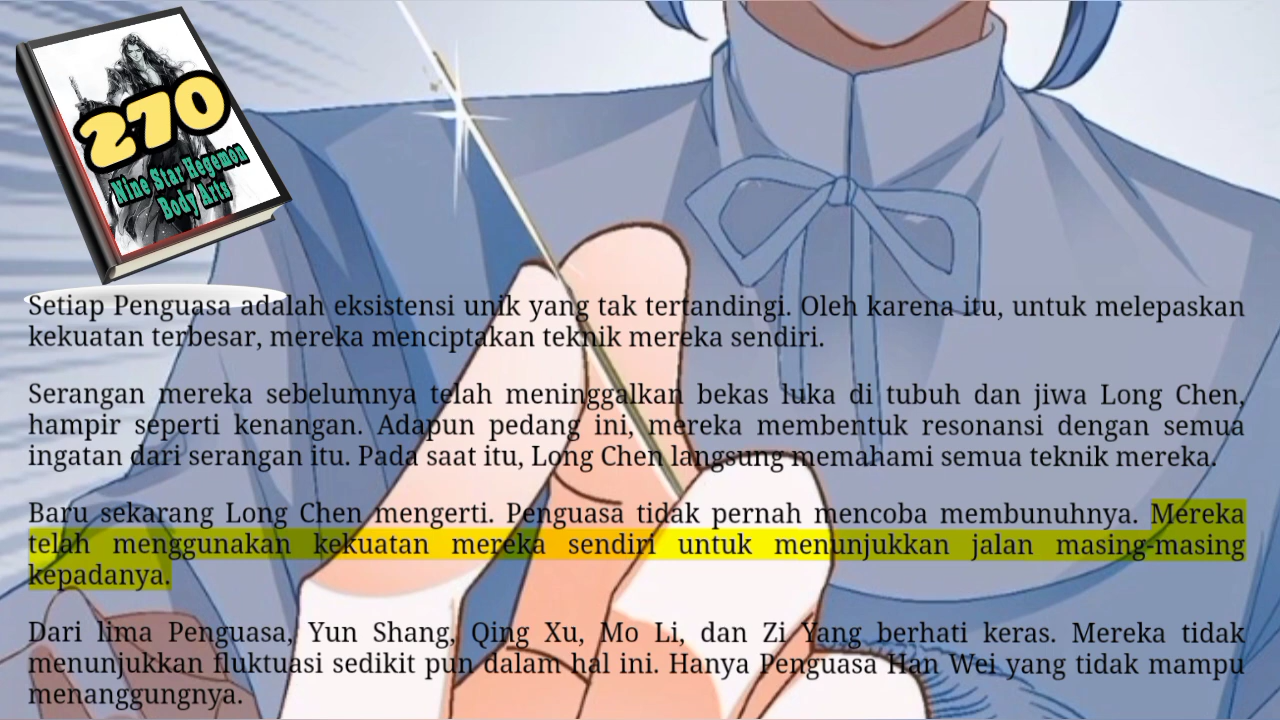 270
Nine Star Hegemon
Body Arts
Setiap Penguasa adalah eksistensi unik yang tak tertandingi. Oleh karena itu, untuk melepaskan
kekuatan terbesar, mereka menciptakan teknik mereka sendiri.
Serangan mereka sebelumnya telah meninggalkan bekas luka di tubuh dan jiwa Long Chen,
hampir seperti kenangan. Adapun pedang ini, mereka membentuk resonansi dengan semua
ingatan dari serangan itu. Pada saat itu, Long Chen langsung memahami semua teknik mereka.
Baru sekarang Long Chen mengerti. Penguasa tidak pernah mencoba membunuhnya. Mereka
telah menggunakan kekuatan mereka sendiri untuk menunjukkan jalan masing-masing
kepadanya.
Dari lima Penguasa, Yun Shang, Qing Xu, Mo Li, dan Zi Yang berhati keras. Mereka tidak
menunjukkan fluktuasi sedikit pun dalam hal ini. Hanya Penguasa Han Wei yang tidak mampu
menanggungnya.